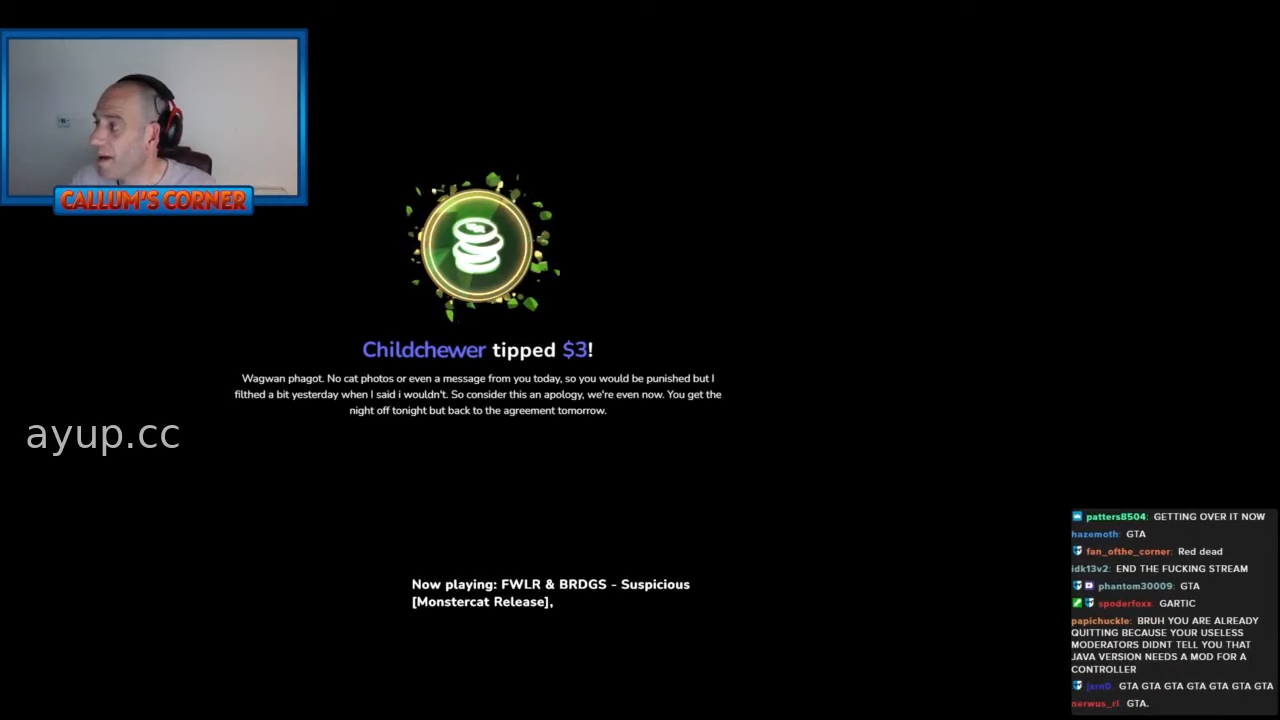 CALLUM'S CORNER
Childchewer tipped $3!
Wagwan phagot. No cat photos or even a message from you today, so you would be punished but I
filthed a bit yesterday when I said i wouldn't. So consider this an apology, we're even now. You get the
night off tonight but back to the agreement tomorrow.
ayup.cc
Now playing: FWLR & BRDGS - Suspicious
[Monstercat Release],
patters8504: GETTING OVER IT NOW
hazemoth: GTA
fan_ofthe_corner: Red dead
idk13v2: END THE FUCKING STREAM
phantom30009: GTA
spoderfoxx: GARTIC
papichuckle: BRUH YOU ARE ALREADY
QUITTING BECAUSE YOUR USELESS
MODERATORS DIDNT TELL YOU THAT
JAVA VERSION NEEDS A MOD FOR A
CONTROLLER
jxrn0: GTA GTA GTA GTA GTA GTA GTA
nerwus_rl: GTA.